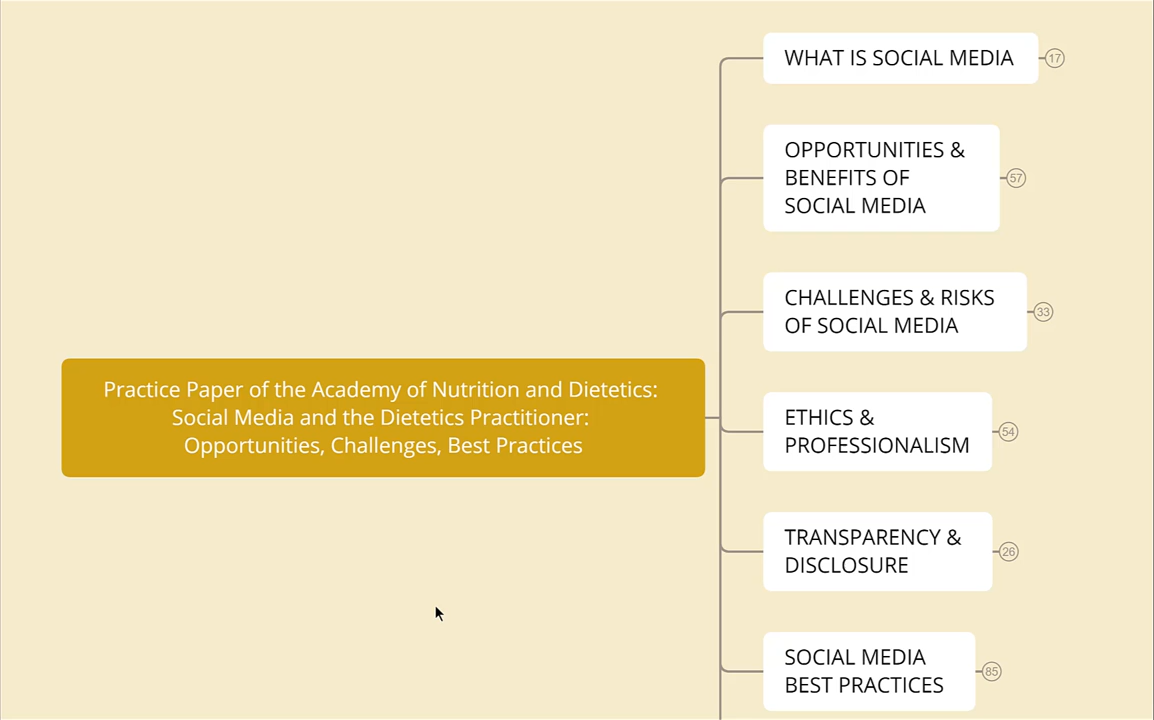 WHAT IS SOCIAL MEDIA
17
OPPORTUNITIES &
BENEFITS OF
SOCIAL MEDIA
57
CHALLENGES & RISKS
OF SOCIAL MEDIA
33
Practice Paper of the Academy of Nutrition and Dietetics:
Social Media and the Dietetics Practitioner:
Opportunities, Challenges, Best Practices
ETHICS &
PROFESSIONALISM
54
TRANSPARENCY &
DISCLOSURE
26
SOCIAL MEDIA
BEST PRACTICES
85